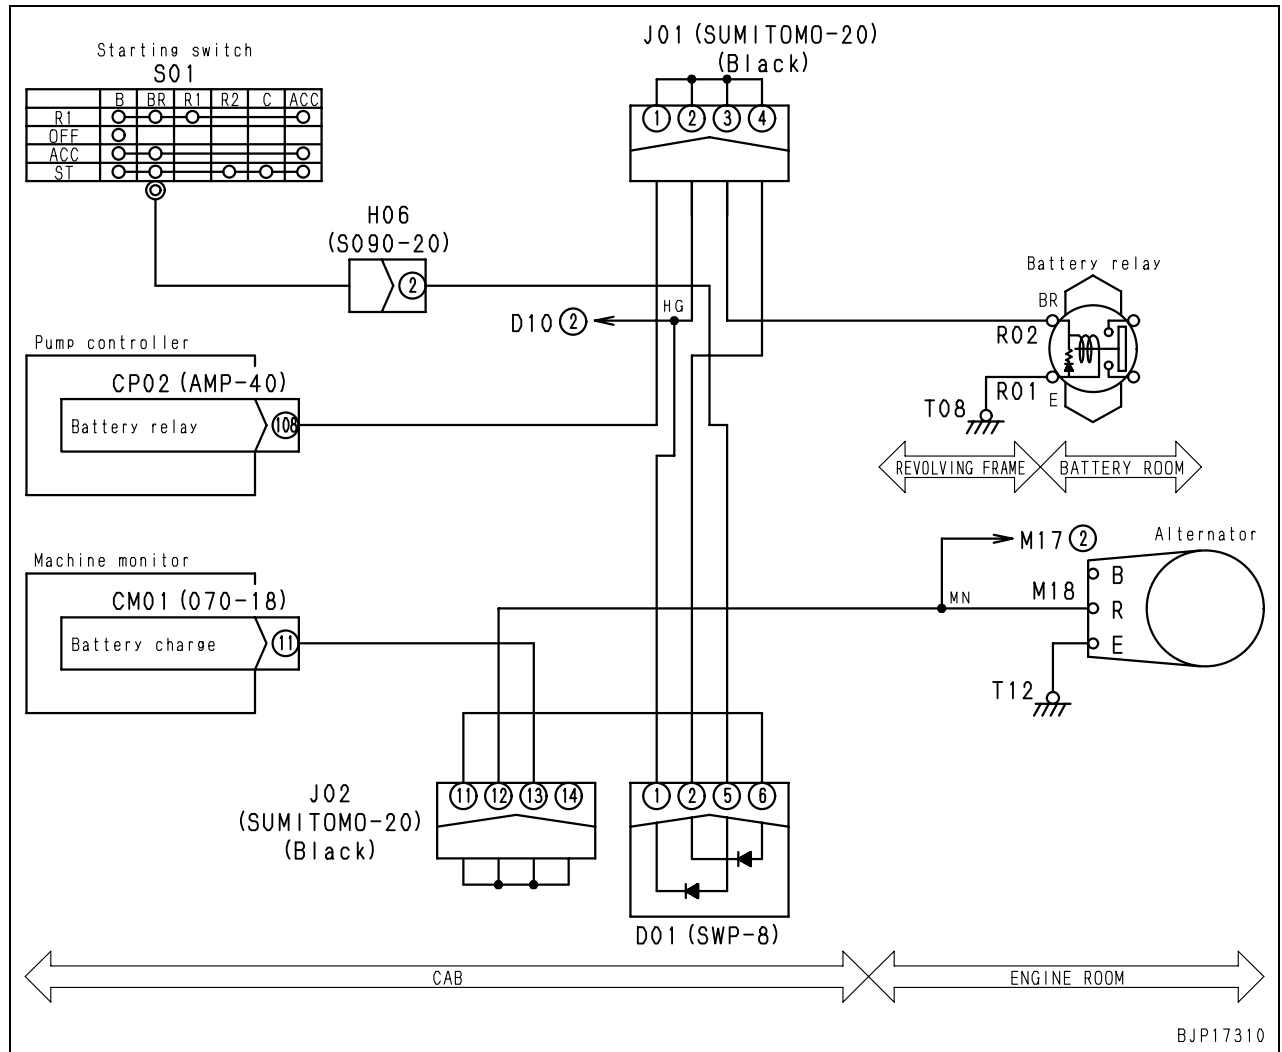 Starting switch
S01
B BR R1 R2 C ACC
R1
OFF
ACC
ST
J01 (SUMITOMO-20)
(Black)
1 2 3 4
H06
(S090-20)
2
D10 2
HG
Battery relay
BR
R02
R01
E
T08
REVOLVING FRAME BATTERY ROOM
Pump controller
CP02 (AMP-40)
Battery relay 108
Machine monitor
CM01 (070-18)
Battery charge 11
M17 2
Alternator
MN
M18
B
R
E
T12
J02
(SUMITOMO-20)
(Black)
11 12 13 14
1 2 5 6
D01 (SWP-8)
CAB ENGINE ROOM
BJP17310